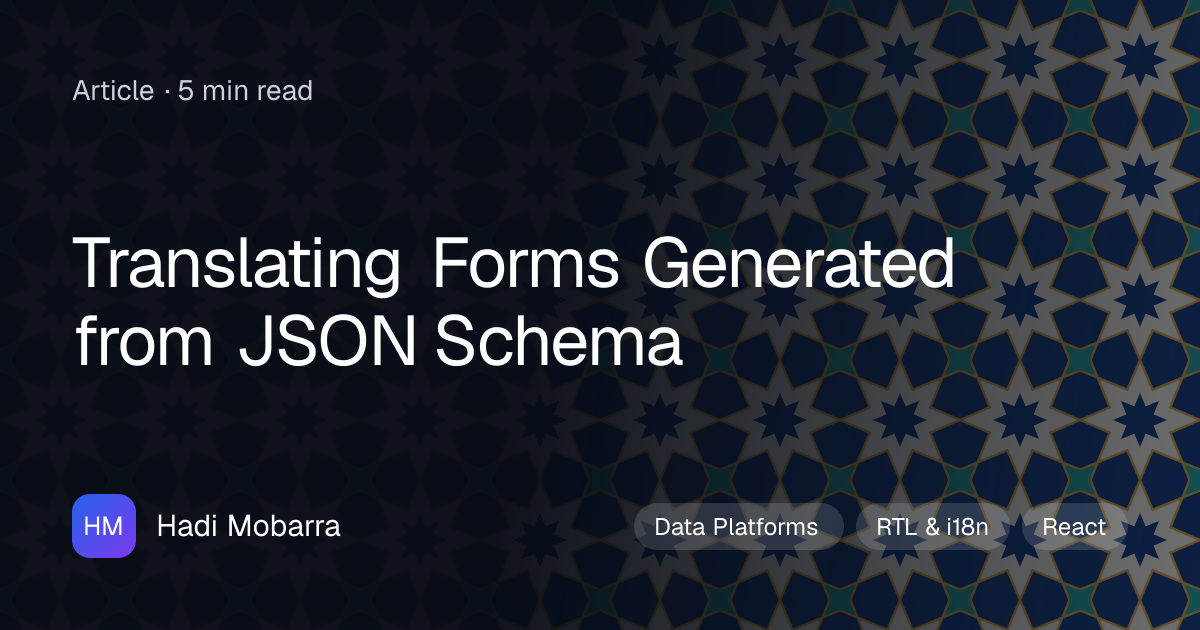 Article · 5 min read
Translating Forms Generated
from JSON Schema
HM
Hadi Mobarra
Data Platforms
RTL & i18n
React